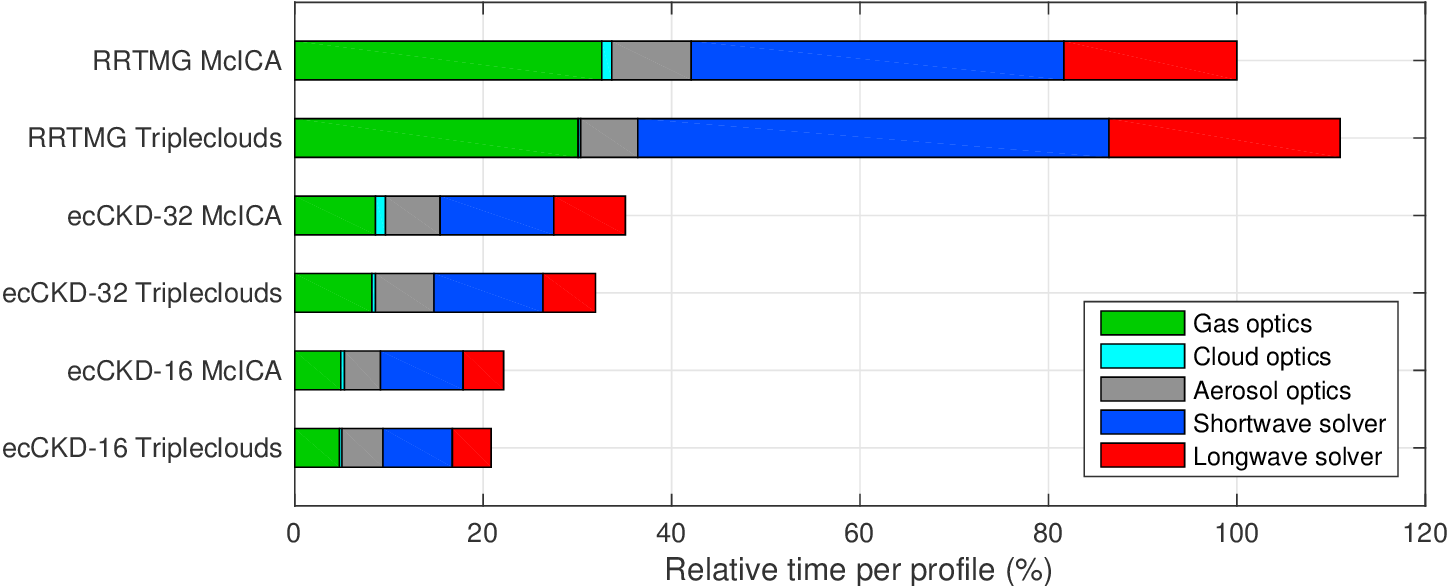 RRTMG McICA
RRTMG Tripleclouds
ecCKD-32 McICA
ecCKD-32 Tripleclouds
ecCKD-16 McICA
ecCKD-16 Tripleclouds
Gas optics
Cloud optics
Aerosol optics
Shortwave solver
Longwave solver
0 20 40 60 80 100 120
Relative time per profile (%)